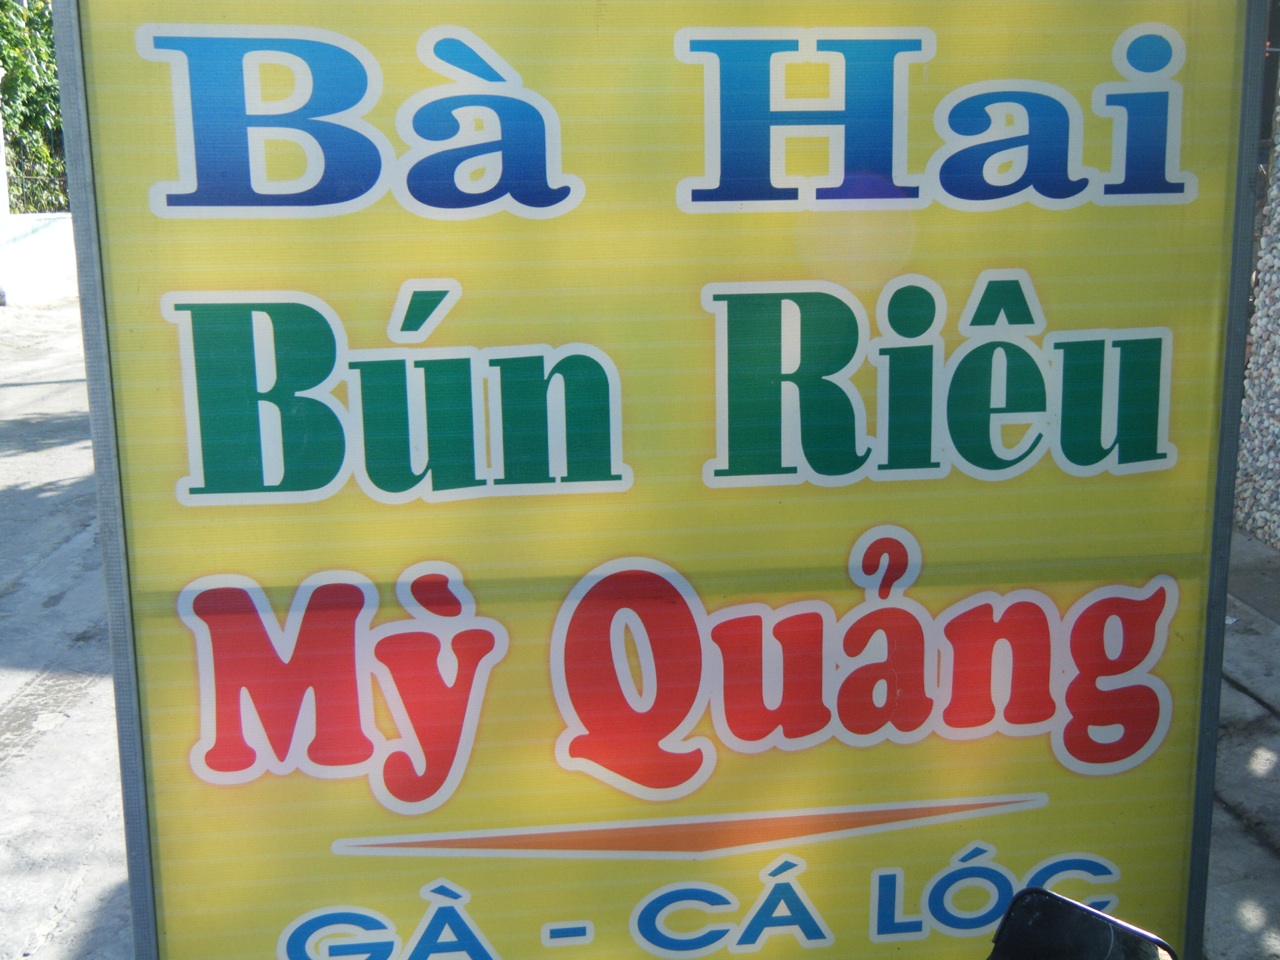 Bà Hai
Bún Riêu
Mỳ Quảng
GÀ - CÁ LÓC